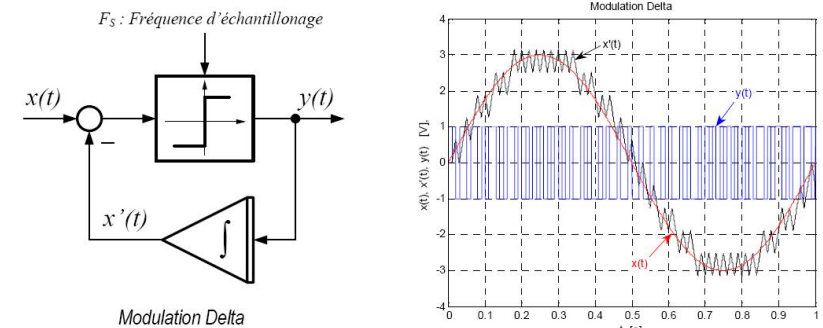 F_S : Fréquence d'échantillonage
x(t)
y(t)
x'(t)
∫
Modulation Delta
Modulation Delta
x(t), x'(t), y(t) [V].
4
3
2
1
0
-1
-2
-3
-4
x'(t)
y(t)
x(t)
0 0.1 0.2 0.3 0.4 0.5 0.6 0.7 0.8 0.9 1